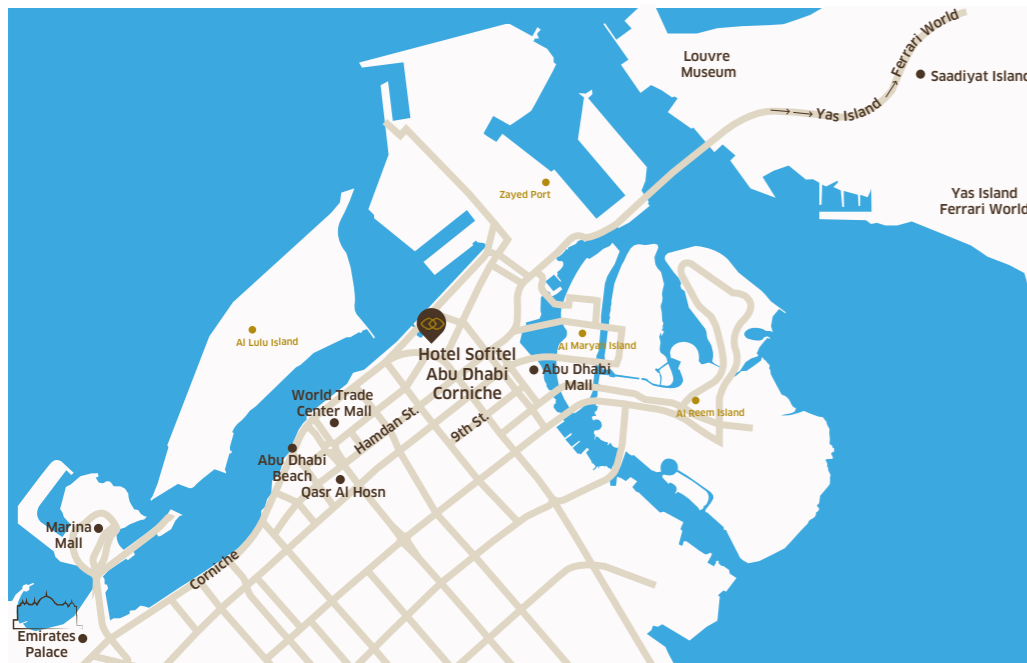 Ferrari World
Louvre
Museum
Saadiyat Island
Yas Island
Zayed Port
Yas Island
Ferrari World
Al Lulu Island
Al Maryah Island
Hotel Sofitel
Abu Dhabi
Corniche
Abu Dhabi
Mall
World Trade
Center Mall
Hamdan St.
9th St.
Al Reem Island
Abu Dhabi
Beach
Qasr Al Hosn
Marina
Mall
Corniche
Emirates
Palace